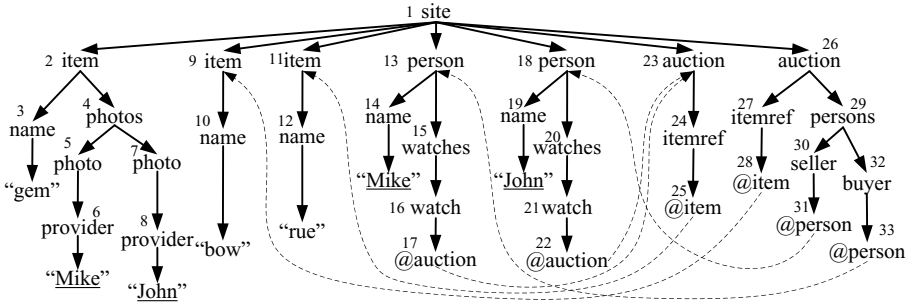 1 site
2 item 9 item 11 item 13 person 18 person 23 auction 26 auction
3 name 4 photos 10 name 12 name 14 name 15 watches 19 name 20 watches 24 itemref 27 itemref 29 persons
5 photo 7 photo 28 @item 30 seller 32 buyer
"gem" "Mike" "John" 25 @item
6 provider 8 provider "bow" "rue" 16 watch 21 watch 31 @person
17 @auction 22 @auction 33 @person
"Mike" "John"